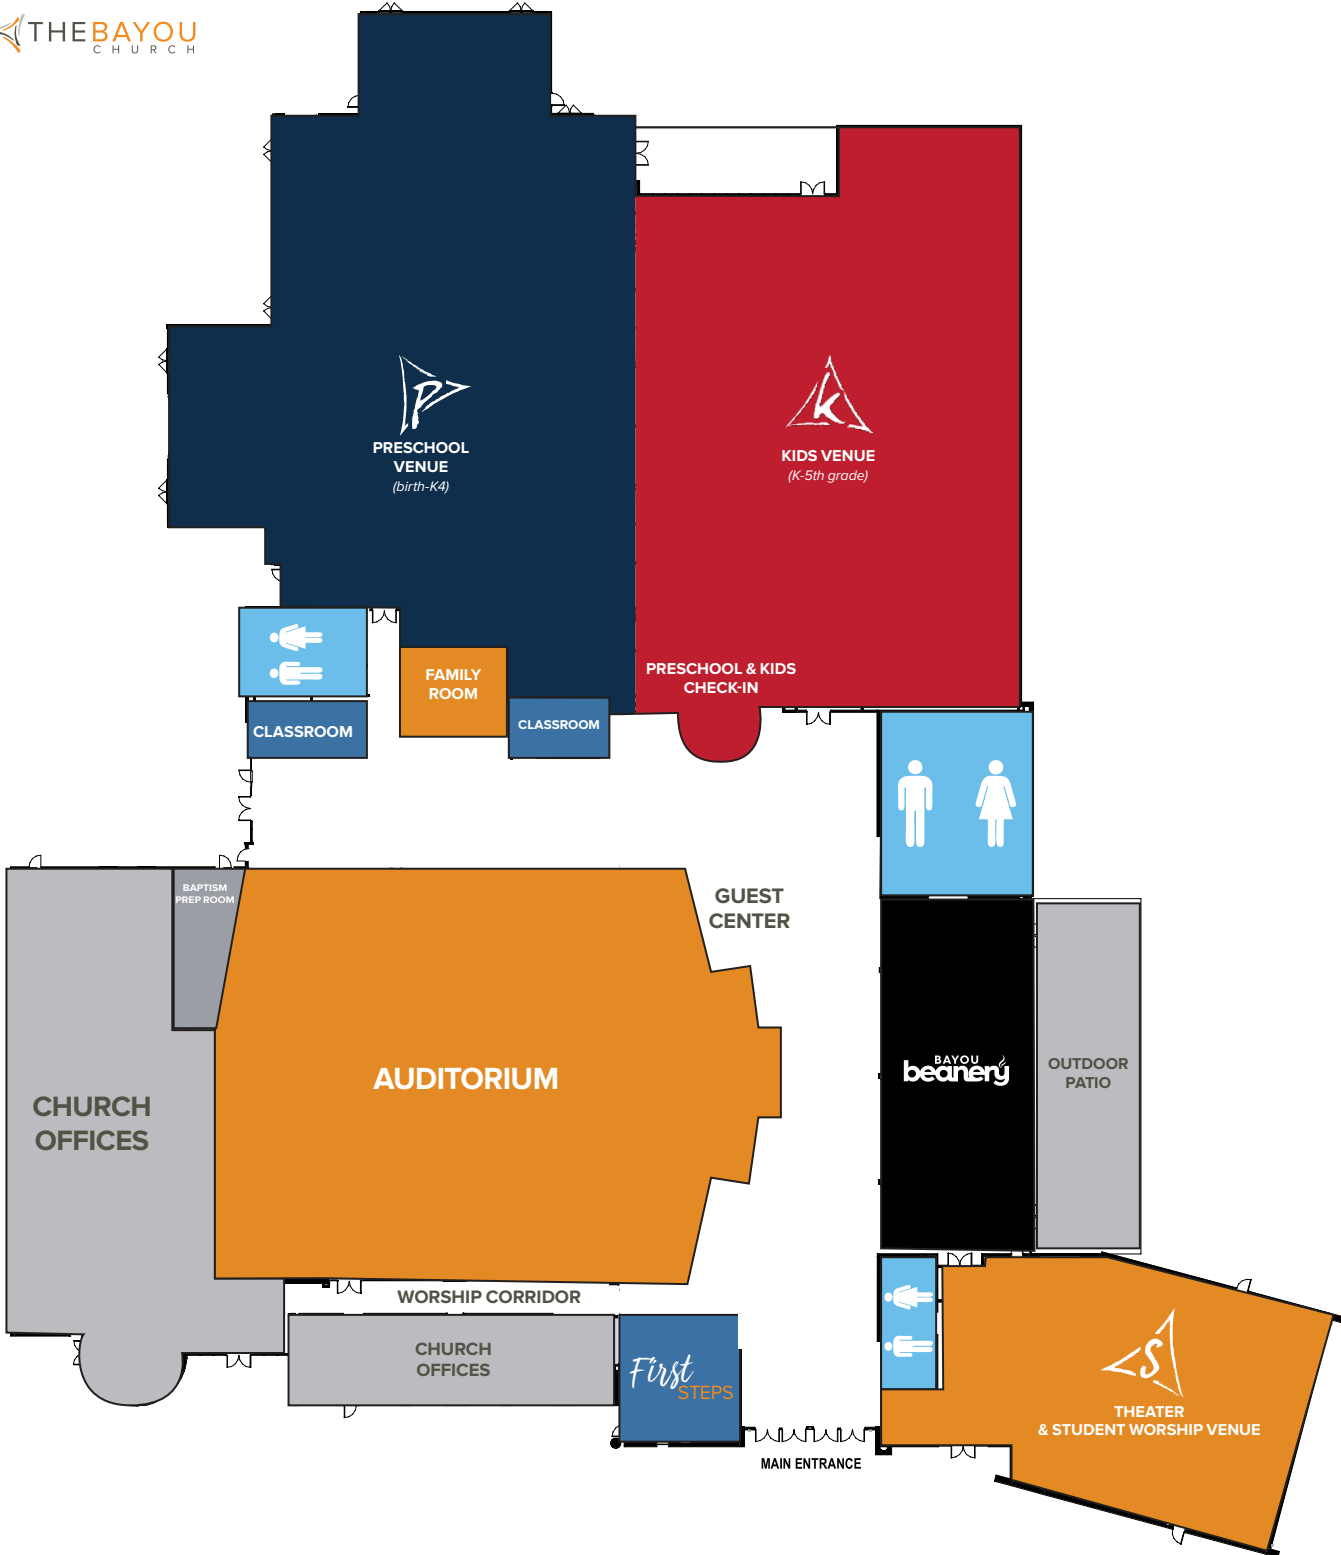 THEBAYOU
CHURCH
P
PRESCHOOL
VENUE
(birth-K4)
k
KIDS VENUE
(K-5th grade)
PRESCHOOL & KIDS
CHECK-IN
FAMILY
ROOM
CLASSROOM
CLASSROOM
BAPTISM
PREP ROOM
GUEST
CENTER
AUDITORIUM
CHURCH
OFFICES
BAYOU
beanery
OUTDOOR
PATIO
WORSHIP CORRIDOR
CHURCH
OFFICES
First
STEPS
S
THEATER
& STUDENT WORSHIP VENUE
MAIN ENTRANCE